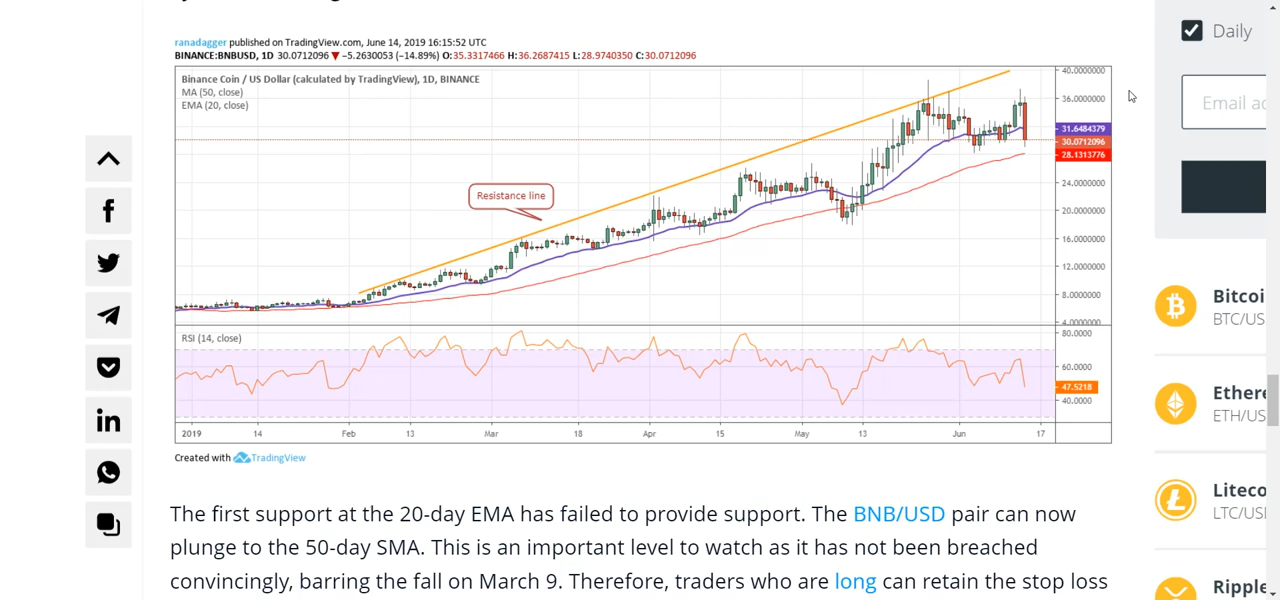 ranadagger published on TradingView.com, June 14, 2019 16:15:52 UTC
BINANCE:BNBUSD, 1D 30.0712096 ▼ −5.2630053 (−14.89%) O:35.3317466 H:36.2687415 L:28.9740350 C:30.0712096
Binance Coin / US Dollar (calculated by TradingView), 1D, BINANCE
MA (50, close)
EMA (20, close)
Resistance line
40.0000000
36.0000000
31.6484379
30.0712096
28.1313776
24.0000000
20.0000000
16.0000000
12.0000000
8.0000000
4.0000000
RSI (14, close)
80.0000
60.0000
47.5218
40.0000
2019 14 Feb 13 Mar 18 Apr 15 May 13 Jun 17
Created with TradingView
The first support at the 20-day EMA has failed to provide support. The BNB/USD pair can now
plunge to the 50-day SMA. This is an important level to watch as it has not been breached
convincingly, barring the fall on March 9. Therefore, traders who are long can retain the stop loss
Daily
Email ad
Bitcoi
BTC/US
Ethere
ETH/US
Liteco
LTC/USI
Ripple